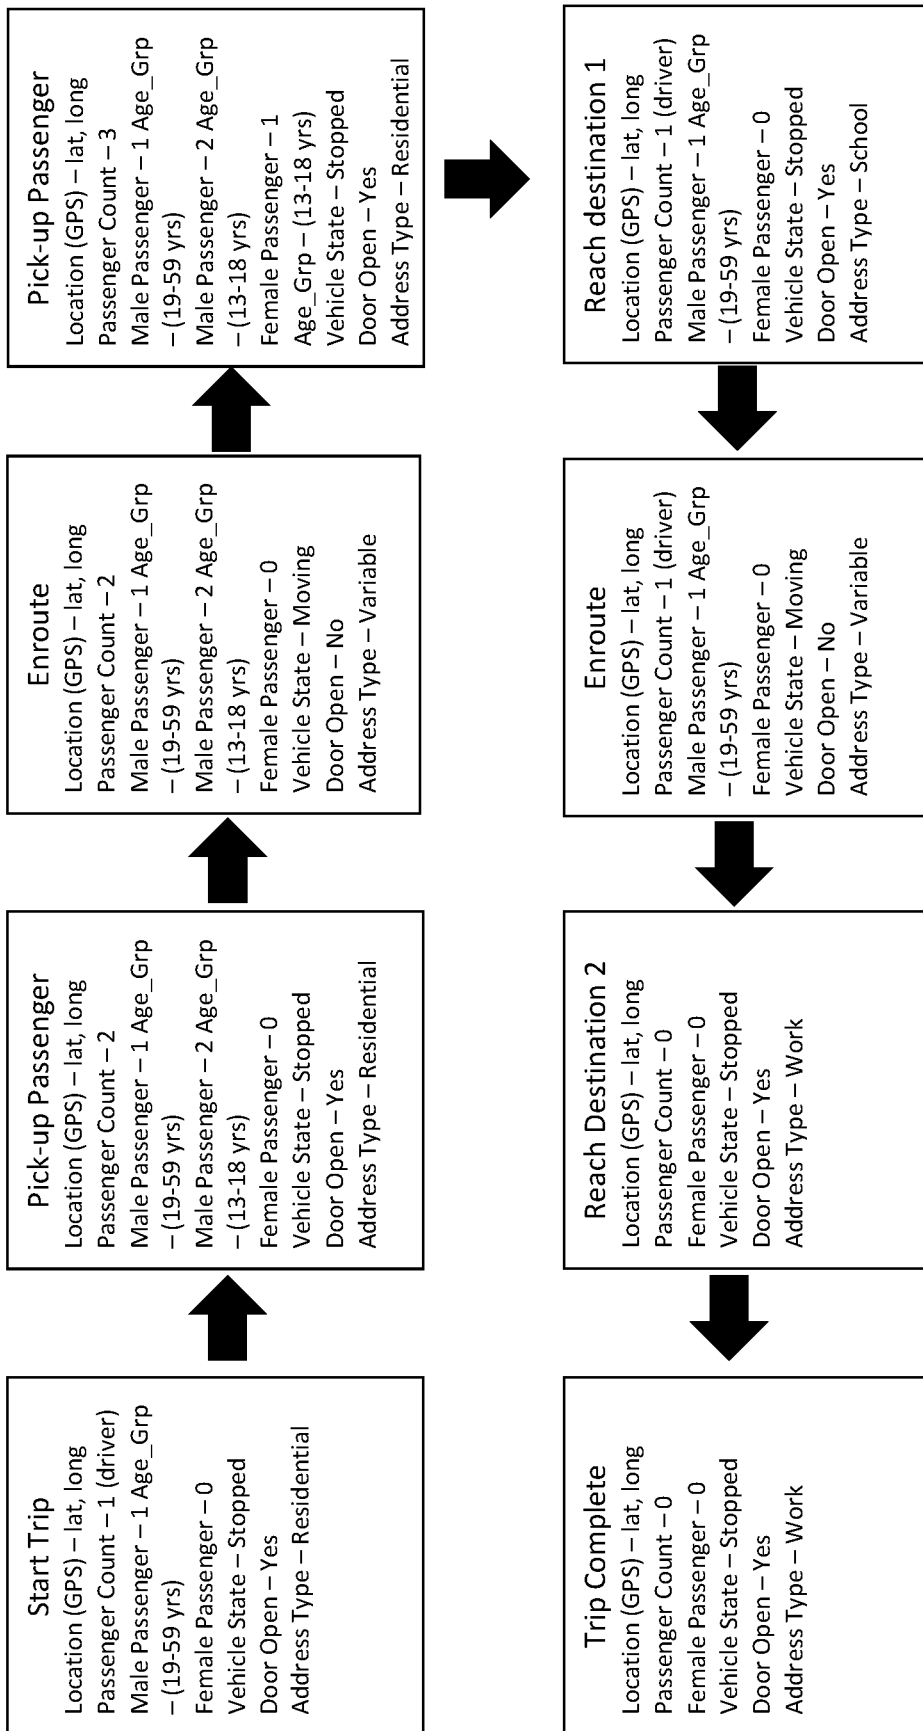 Start Trip
Location (GPS) – lat, long
Passenger Count – 1 (driver)
Male Passenger – 1 Age_Grp
– (19-59 yrs)
Female Passenger – 0
Vehicle State – Stopped
Door Open – Yes
Address Type – Residential
Pick-up Passenger
Location (GPS) – lat, long
Passenger Count – 2
Male Passenger – 1 Age_Grp
– (19-59 yrs)
Male Passenger – 2 Age_Grp
– (13-18 yrs)
Female Passenger – 0
Vehicle State – Stopped
Door Open – Yes
Address Type – Residential
Enroute
Location (GPS) – lat, long
Passenger Count – 2
Male Passenger – 1 Age_Grp
– (19-59 yrs)
Male Passenger – 2 Age_Grp
– (13-18 yrs)
Female Passenger – 0
Vehicle State – Moving
Door Open – No
Address Type – Variable
Pick-up Passenger
Location (GPS) – lat, long
Passenger Count – 3
Male Passenger – 1 Age_Grp
– (19-59 yrs)
Male Passenger – 2 Age_Grp
– (13-18 yrs)
Female Passenger – 1
Age_Grp – (13-18 yrs)
Vehicle State – Stopped
Door Open – Yes
Address Type – Residential
Reach destination 1
Location (GPS) – lat, long
Passenger Count – 1 (driver)
Male Passenger – 1 Age_Grp
– (19-59 yrs)
Female Passenger – 0
Vehicle State – Stopped
Door Open – Yes
Address Type – School
Enroute
Location (GPS) – lat, long
Passenger Count – 1 (driver)
Male Passenger – 1 Age_Grp
– (19-59 yrs)
Female Passenger – 0
Vehicle State – Moving
Door Open – No
Address Type – Variable
Reach Destination 2
Location (GPS) – lat, long
Passenger Count – 0
Female Passenger – 0
Vehicle State – Stopped
Door Open – Yes
Address Type – Work
Trip Complete
Location (GPS) – lat, long
Passenger Count – 0
Female Passenger – 0
Vehicle State – Stopped
Door Open – Yes
Address Type – Work